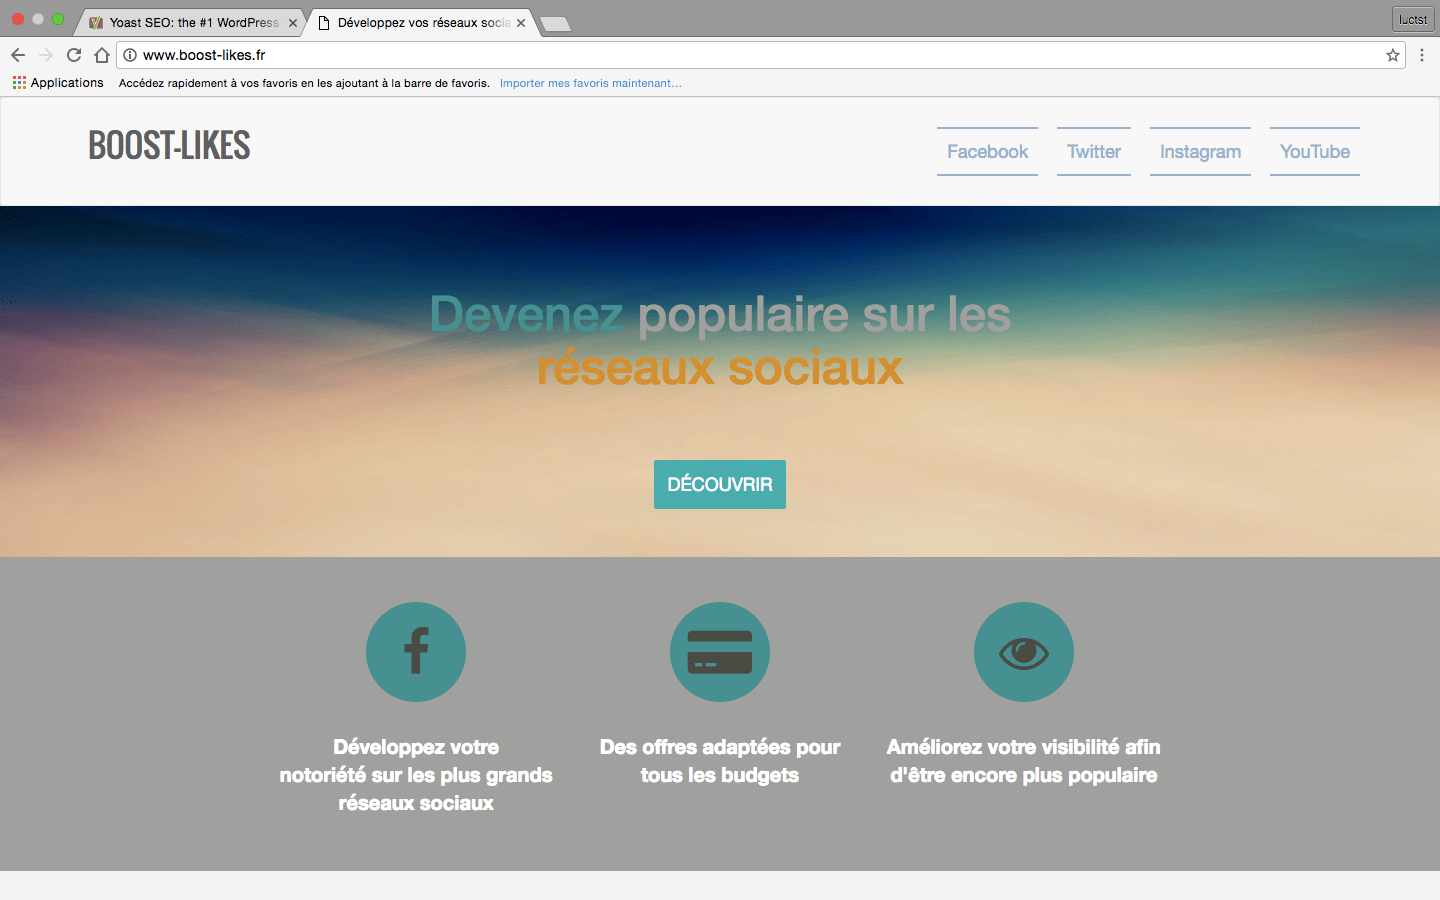 Yoast SEO: the #1 WordPress
Développez vos réseaux socia
luctst
www.boost-likes.fr
Applications
Accédez rapidement à vos favoris en les ajoutant à la barre de favoris. Importer mes favoris maintenant...
BOOST-LIKES
Facebook Twitter Instagram YouTube
Devenez populaire sur les
réseaux sociaux
DÉCOUVRIR
Développez votre
notoriété sur les plus grands
réseaux sociaux
Des offres adaptées pour
tous les budgets
Améliorez votre visibilité afin
d'être encore plus populaire